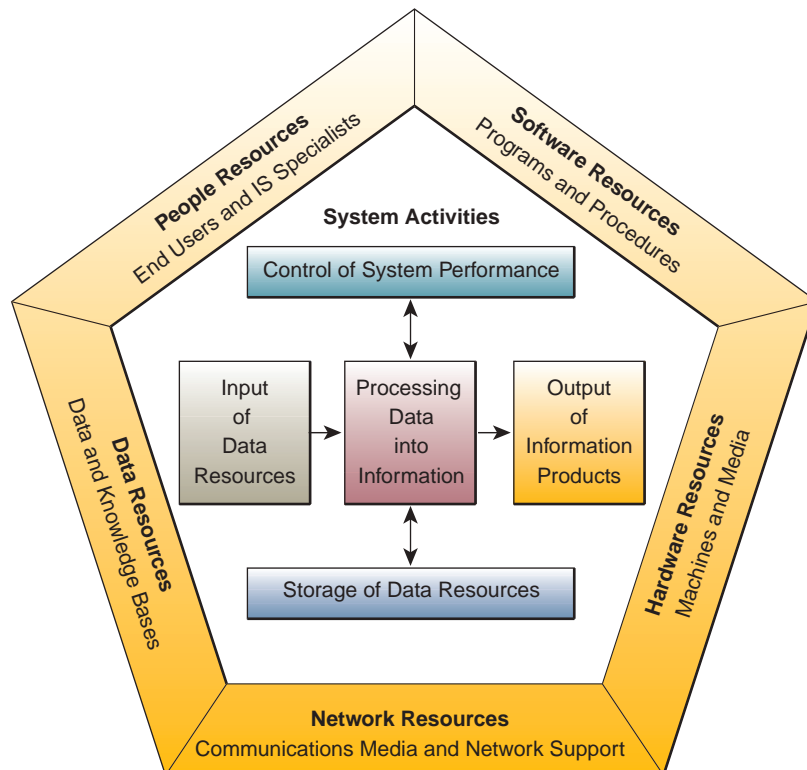 People Resources
End Users and IS Specialists
Software Resources
Programs and Procedures
System Activities
Control of System Performance
Input
of
Data
Resources
Processing
Data
into
Information
Output
of
Information
Products
Storage of Data Resources
Data Resources
Data and Knowledge Bases
Hardware Resources
Machines and Media
Network Resources
Communications Media and Network Support